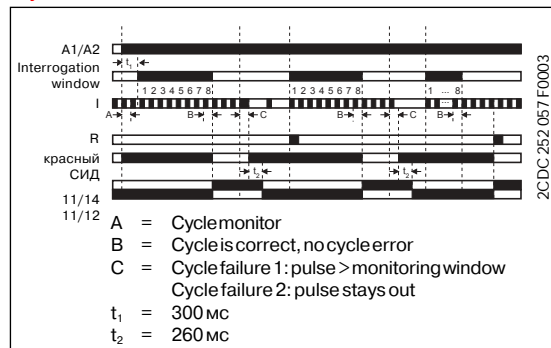 A1/A2
t₁
Interrogation
window
1 2 3 4 5 6 7 8 1 2 3 4 5 6 7 8 1 ... 8
I
A B C B C B
R
красный
СИД
t₂ t₂
11/14
11/12
A = Cycle monitor
B = Cycle is correct, no cycle error
C = Cycle failure 1: pulse > monitoring window
Cycle failure 2: pulse stays out
t₁ = 300 мс
t₂ = 260 мс
2CDC 252 057 F0003